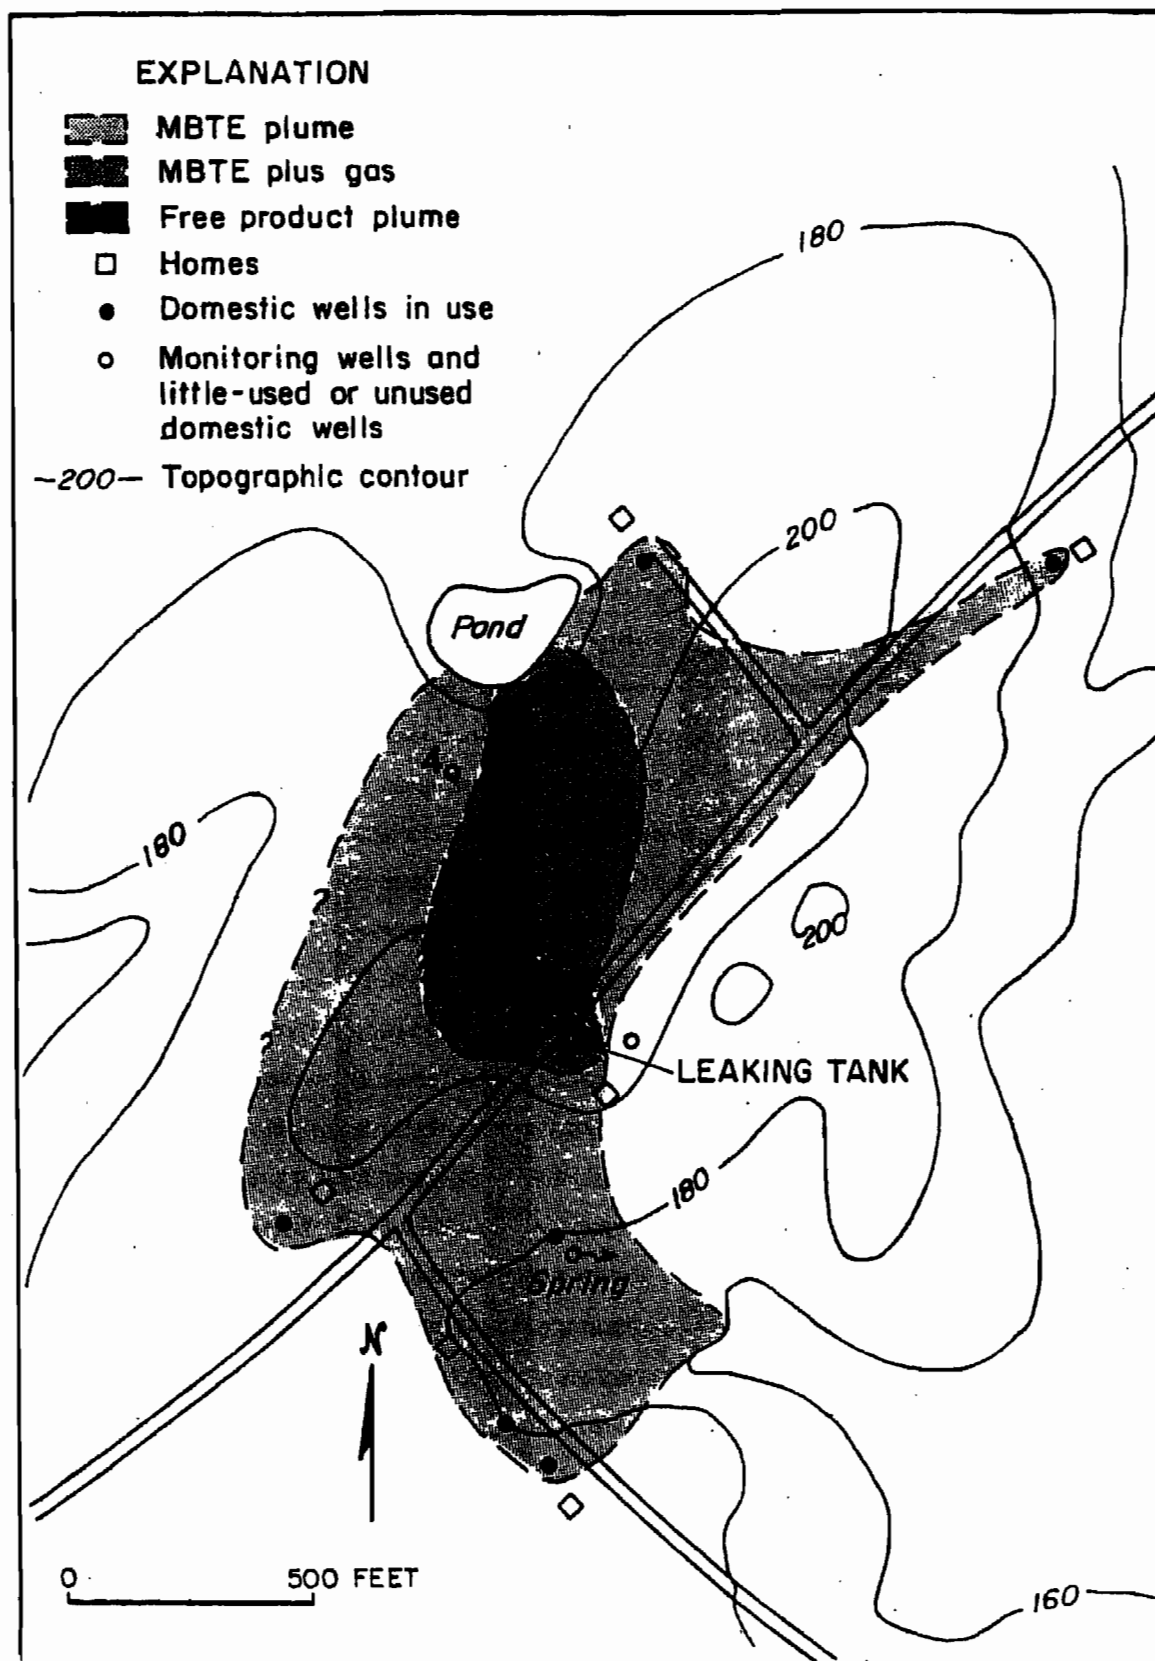 EXPLANATION
MBTE plume
MBTE plus gas
Free product plume
Homes
Domestic wells in use
Monitoring wells and
little-used or unused
domestic wells
~200— Topographic contour
180
200
Pond
4
180
?
200
?
LEAKING TANK
180
Spring
N
0 500 FEET
160